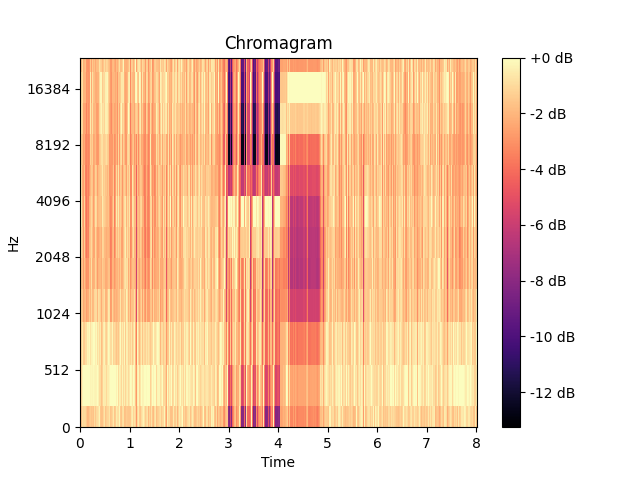 Chromagram
Hz
16384
8192
4096
2048
1024
512
0
0 1 2 3 4 5 6 7 8
Time
+0 dB
-2 dB
-4 dB
-6 dB
-8 dB
-10 dB
-12 dB